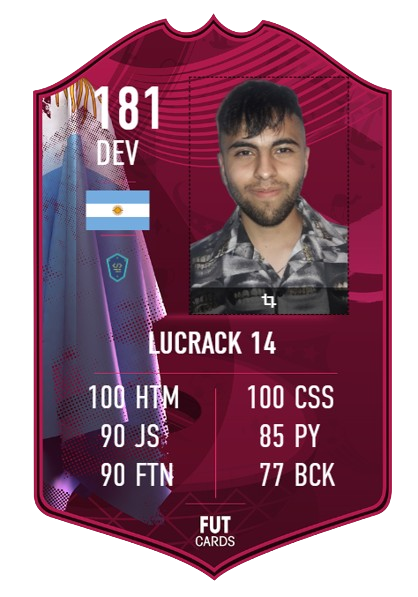 181
DEV
LUCRACK 14
100 HTM 100 CSS
90 JS 85 PY
90 FTN 77 BCK
FUT
CARDS